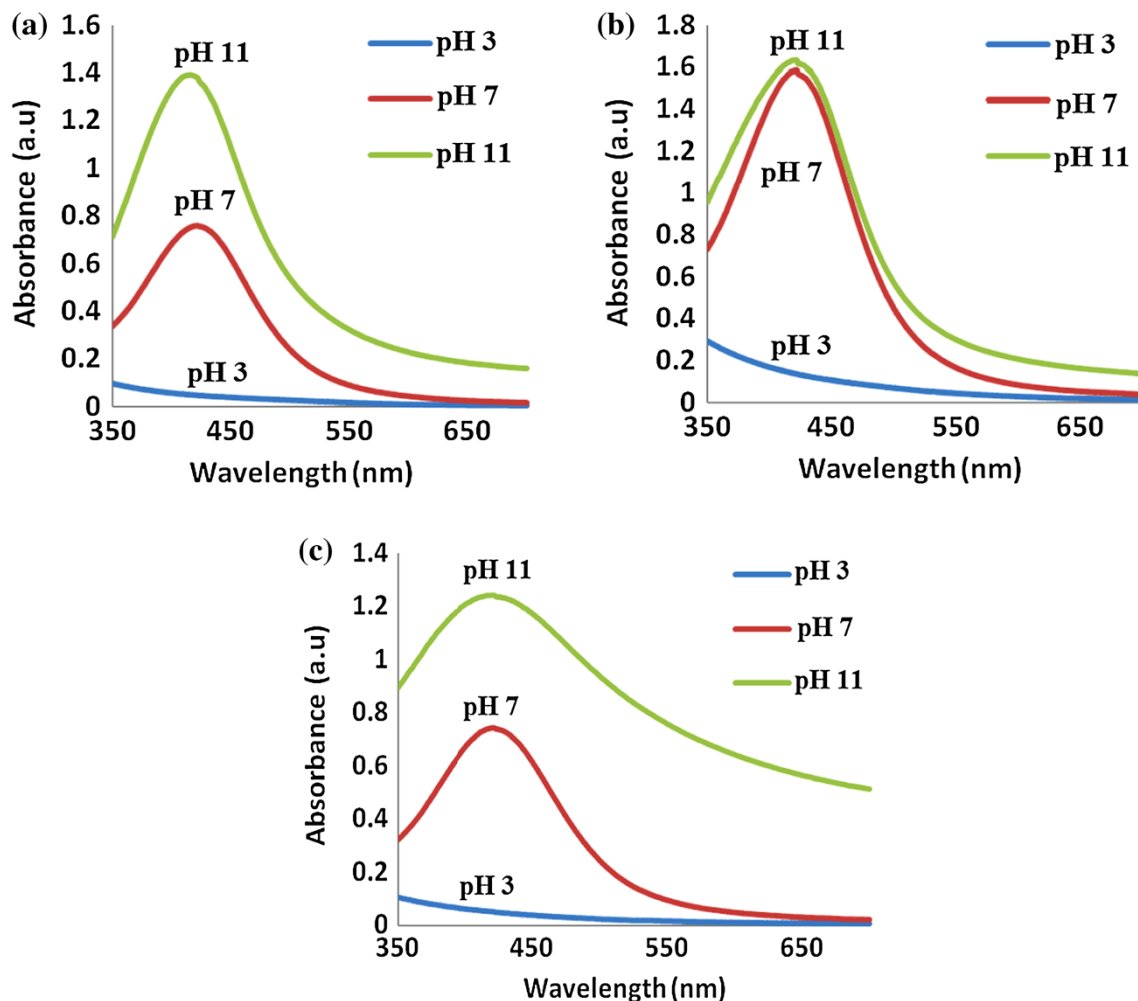 (a)
Absorbance (a.u)
1.6
1.4
1.2
1
0.8
0.6
0.4
0.2
0
pH 11
pH 7
pH 3
pH 3
pH 7
pH 11
350 450 550 650
Wavelength (nm)
(b)
Absorbance (a.u)
1.8
1.6
1.4
1.2
1
0.8
0.6
0.4
0.2
0
pH 11
pH 7
pH 3
pH 3
pH 7
pH 11
350 450 550 650
Wavelength (nm)
(c)
Absorbance (a.u)
1.4
1.2
1
0.8
0.6
0.4
0.2
0
pH 11
pH 7
pH 3
pH 3
pH 7
pH 11
350 450 550 650
Wavelength (nm)